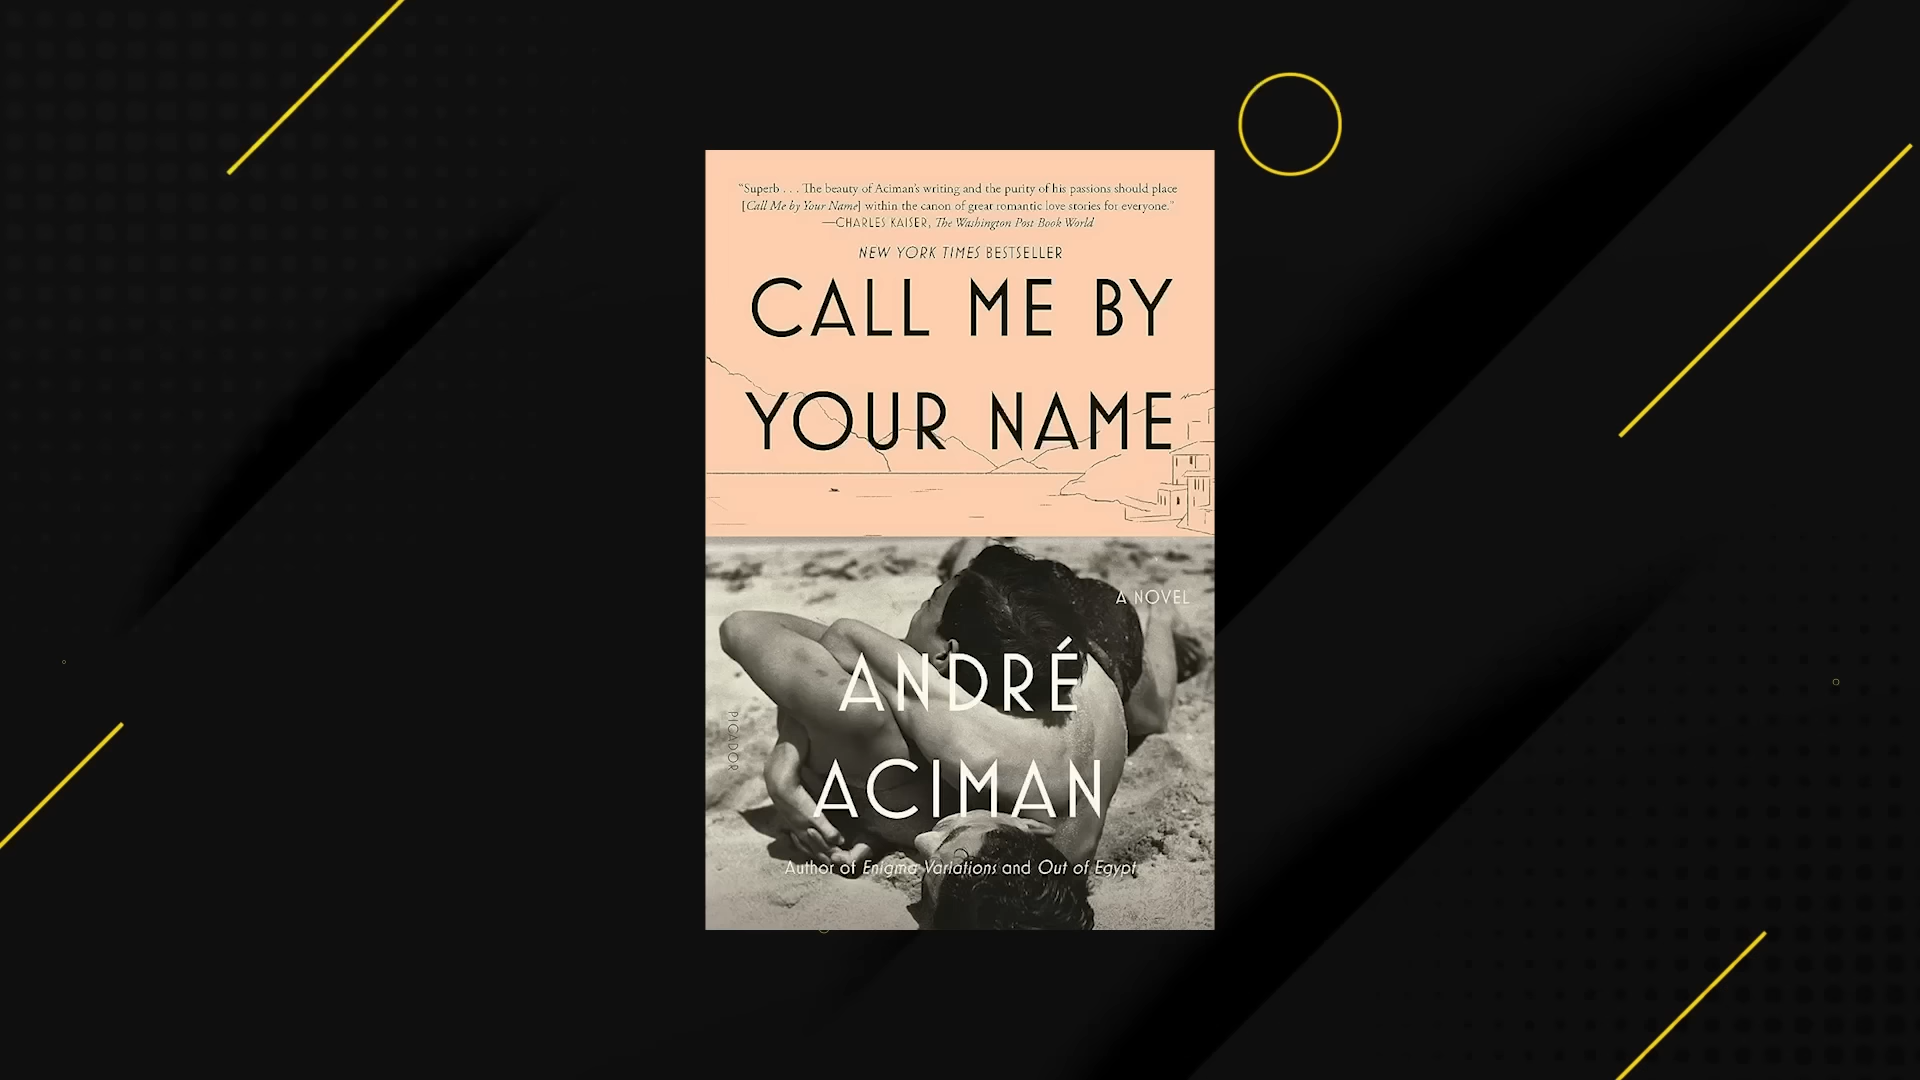 “Superb . . . The beauty of Aciman’s writing and the purity of his passions should place
[Call Me by Your Name] within the canon of great romantic love stories for everyone.”
—CHARLES KAISER, The Washington Post Book World
NEW YORK TIMES BESTSELLER
CALL ME BY
YOUR NAME
A NOVEL
ANDRÉ
ACIMAN
PICADOR
Author of Enigma Variations and Out of Egypt